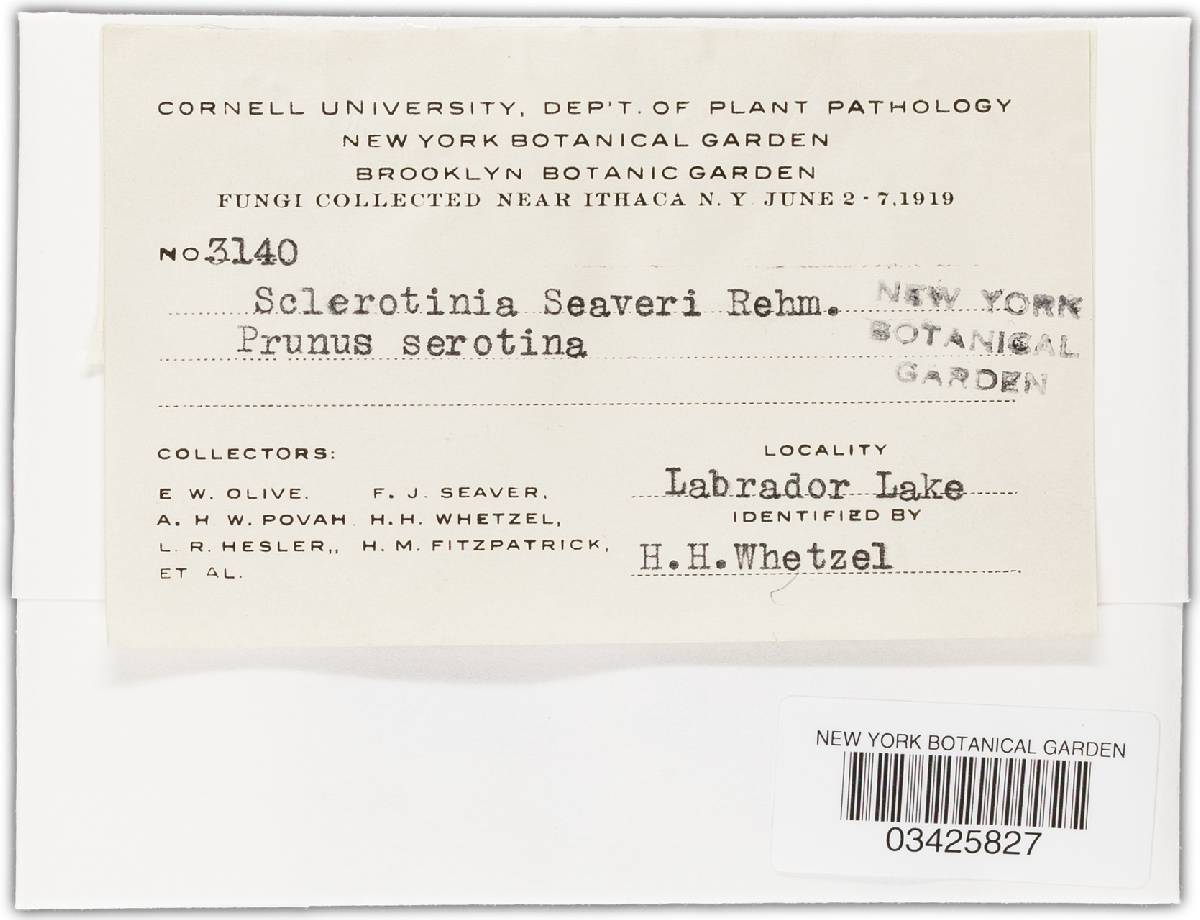 CORNELL UNIVERSITY, DEP'T. OF PLANT PATHOLOGY
NEW YORK BOTANICAL GARDEN
BROOKLYN BOTANIC GARDEN
FUNGI COLLECTED NEAR ITHACA N. Y. JUNE 2 - 7, 1919
NO 3140
Sclerotinia Seaveri Rehm.
Prunus serotina
NEW YORK
BOTANICAL
GARDEN
COLLECTORS:
E W. OLIVE. F. J. SEAVER,
A. H W. POVAH H. H. WHETZEL,
L. R. HESLER,, H. M. FITZPATRICK,
ET AL.
LOCALITY
Labrador Lake
IDENTIFIED BY
H.H.Whetzel
NEW YORK BOTANICAL GARDEN
03425827